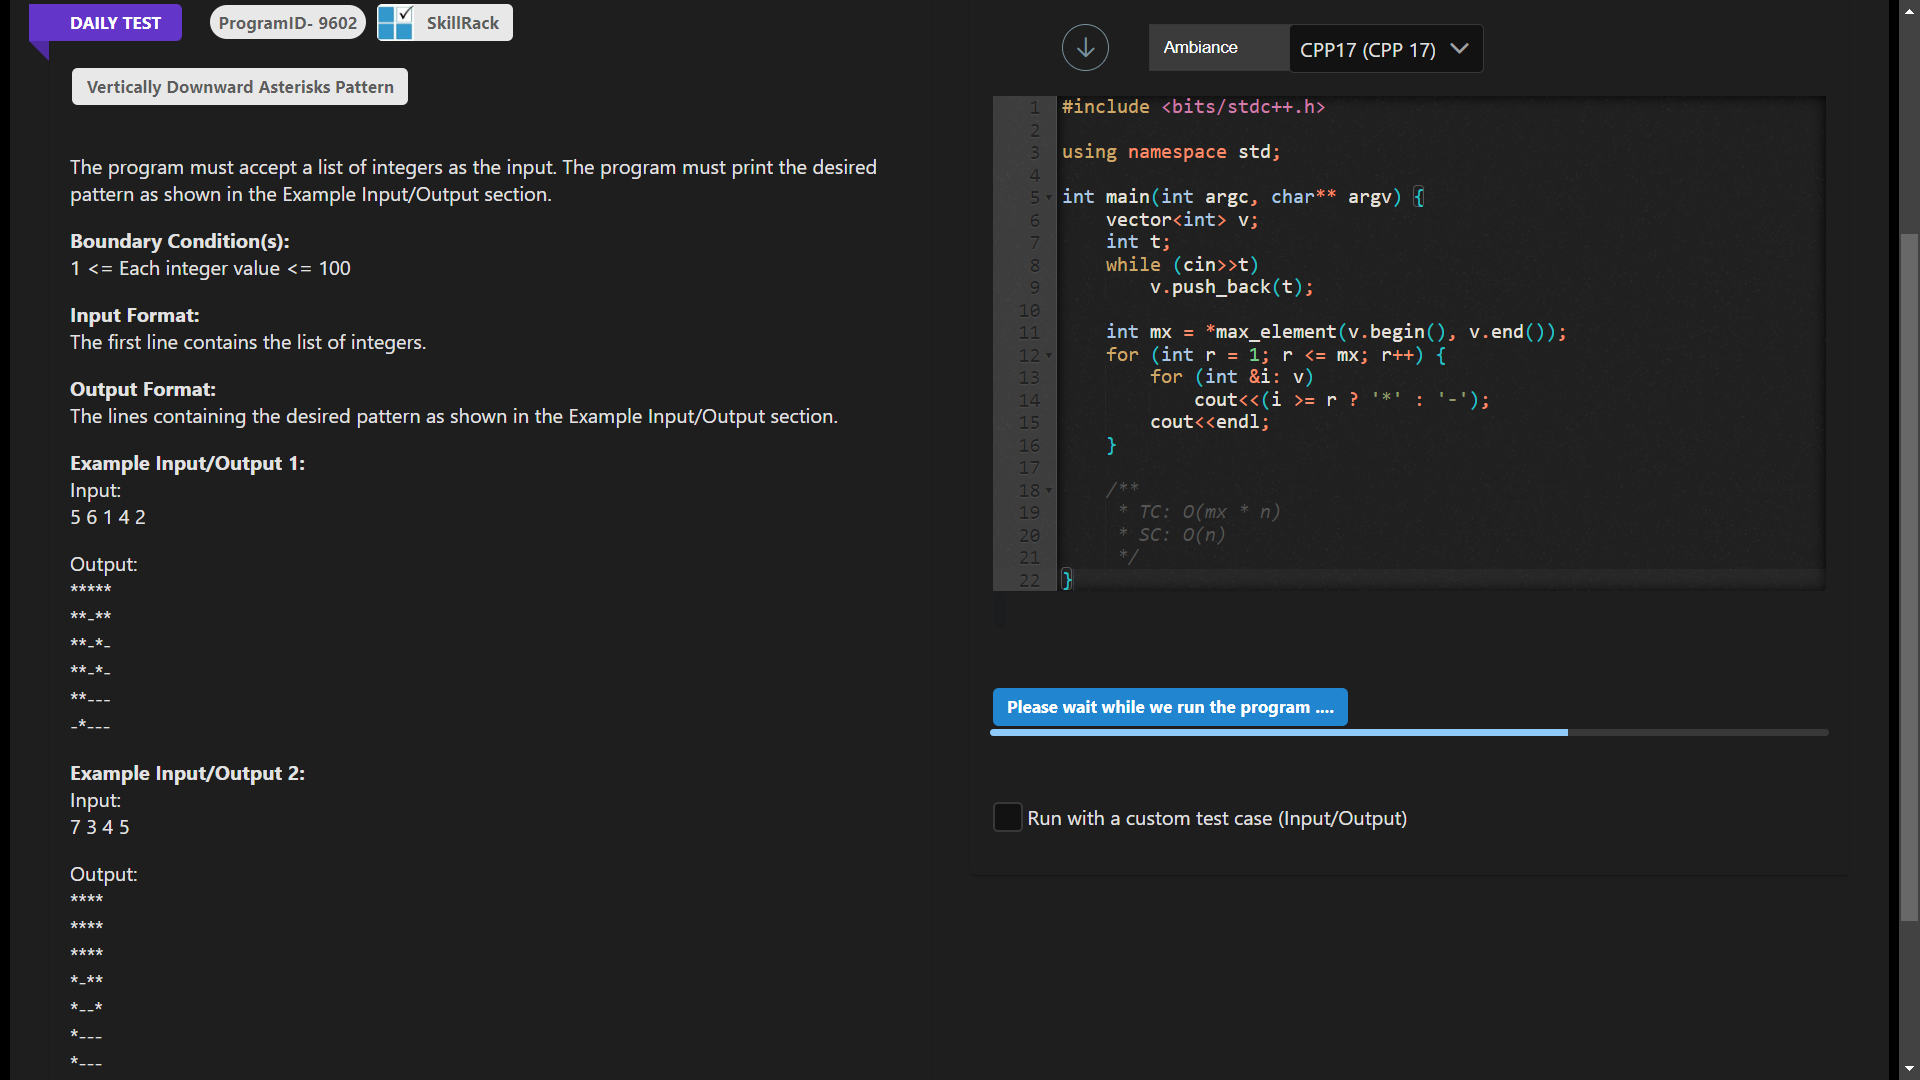 DAILY TEST
ProgramID- 9602
SkillRack
Vertically Downward Asterisks Pattern
The program must accept a list of integers as the input. The program must print the desired
pattern as shown in the Example Input/Output section.
Boundary Condition(s):
1 <= Each integer value <= 100
Input Format:
The first line contains the list of integers.
Output Format:
The lines containing the desired pattern as shown in the Example Input/Output section.
Example Input/Output 1:
Input:
5 6 1 4 2
Output:
*****
**-**
**-*-
**-*-
**---
-*---
Example Input/Output 2:
Input:
7 3 4 5
Output:
****
****
****
*-**
*--*
*---
*---
Ambiance
CPP17 (CPP 17)
1 #include <bits/stdc++.h>
2
3 using namespace std;
4
5 int main(int argc, char** argv) {
6     vector<int> v;
7     int t;
8     while (cin>>t)
9         v.push_back(t);
10
11     int mx = *max_element(v.begin(), v.end());
12     for (int r = 1; r <= mx; r++) {
13         for (int &i: v)
14             cout<<(i >= r ? '*' : '-');
15         cout<<endl;
16     }
17
18     /**
19      * TC: O(mx * n)
20      * SC: O(n)
21      */
22 }
Please wait while we run the program ....
Run with a custom test case (Input/Output)